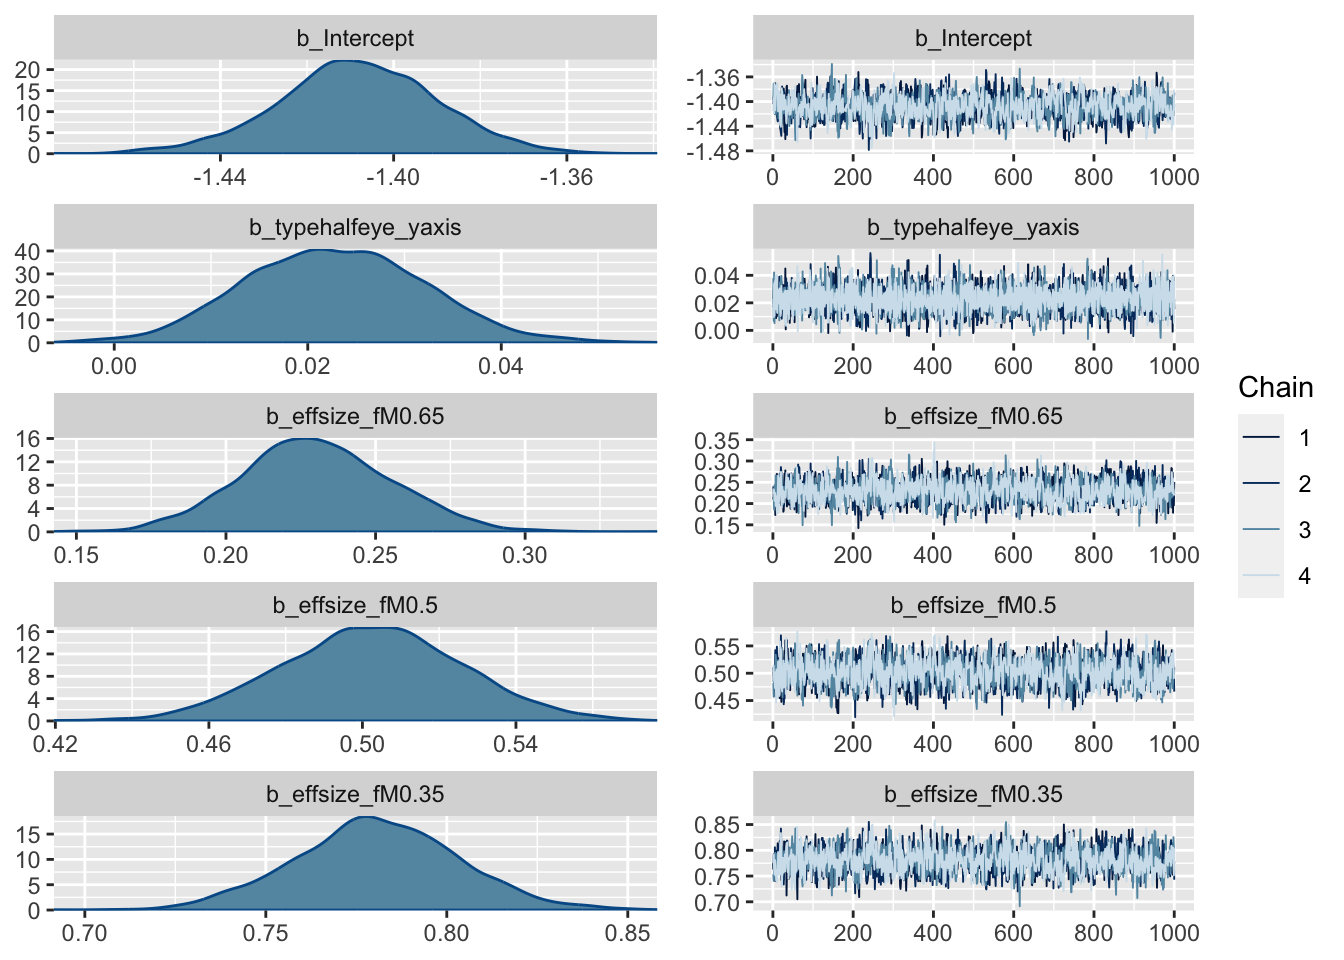 b_Intercept
20
15
10
5
0
-1.44 -1.40 -1.36
b_Intercept
-1.36
-1.40
-1.44
-1.48
0 200 400 600 800 1000
b_typehalfeye_yaxis
40
30
20
10
0
0.00 0.02 0.04
b_typehalfeye_yaxis
0.04
0.02
0.00
0 200 400 600 800 1000
b_effsize_fM0.65
16
12
8
4
0
0.15 0.20 0.25 0.30
b_effsize_fM0.65
0.35
0.30
0.25
0.20
0.15
0 200 400 600 800 1000
b_effsize_fM0.5
16
12
8
4
0
0.42 0.46 0.50 0.54
b_effsize_fM0.5
0.55
0.50
0.45
0 200 400 600 800 1000
b_effsize_fM0.35
15
10
5
0
0.70 0.75 0.80 0.85
b_effsize_fM0.35
0.85
0.80
0.75
0.70
0 200 400 600 800 1000
Chain
1
2
3
4